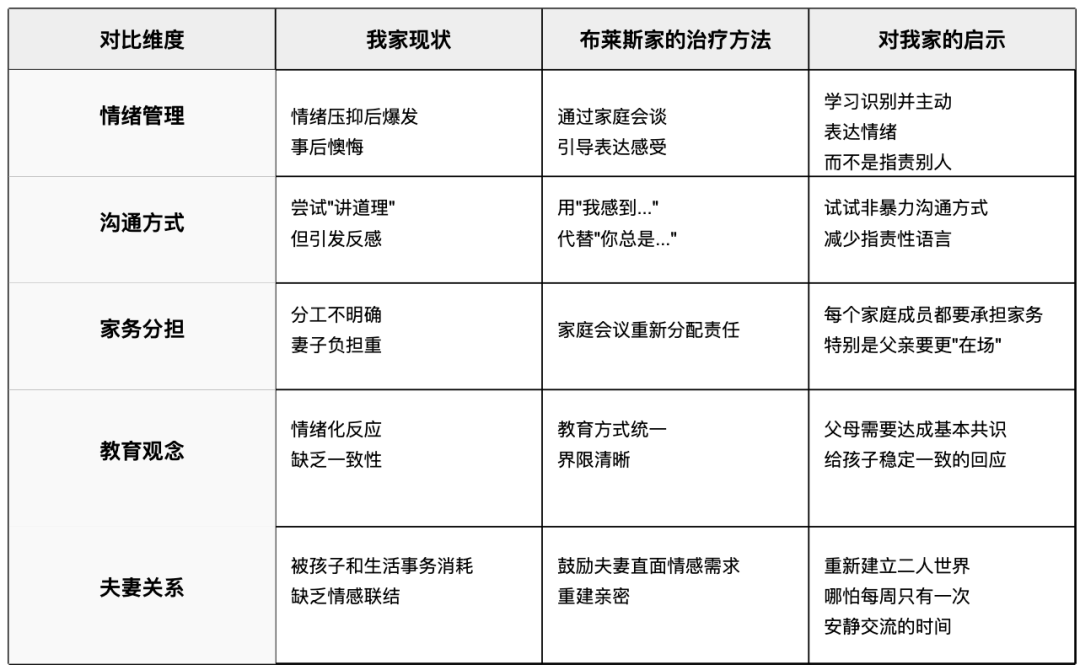 对比维度
我家现状
布莱斯家的治疗方法
对我家的启示
情绪管理
情绪压抑后爆发
事后懊悔
通过家庭会谈
引导表达感受
学习识别并主动
表达情绪
而不是指责别人
沟通方式
尝试"讲道理"
但引发反感
用"我感到..."
代替"你总是..."
试试非暴力沟通方式
减少指责性语言
家务分担
分工不明确
妻子负担重
家庭会议重新分配责任
每个家庭成员都要承担家务
特别是父亲要更"在场"
教育观念
情绪化反应
缺乏一致性
教育方式统一
界限清晰
父母需要达成基本共识
给孩子稳定一致的回应
夫妻关系
被孩子和生活事务消耗
缺乏情感联结
鼓励夫妻直面情感需求
重建亲密
重新建立二人世界
哪怕每周只有一次
安静交流的时间